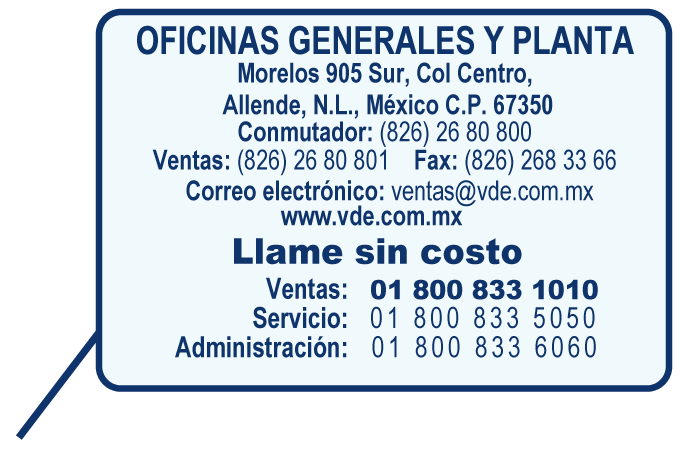 OFICINAS GENERALES Y PLANTA
Morelos 905 Sur, Col Centro,
Allende, N.L., México C.P. 67350
Conmutador: (826) 26 80 800
Ventas: (826) 26 80 801 Fax: (826) 268 33 66
Correo electrónico: ventas@vde.com.mx
www.vde.com.mx
Llame sin costo
Ventas: 01 800 833 1010
Servicio: 01 800 833 5050
Administración: 01 800 833 6060